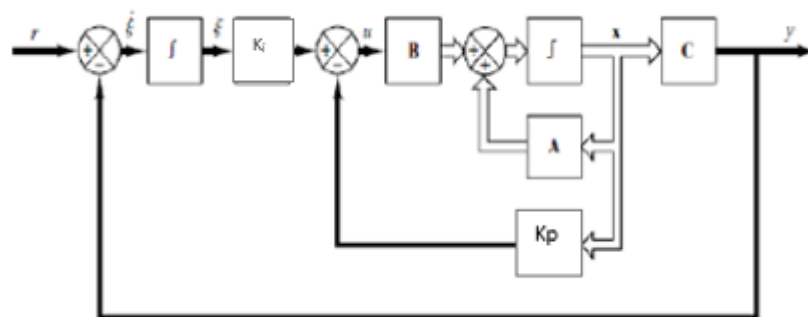 r + − ξ̇ ∫ ξ Kᵢ + − u B + + ∫ x C y
A
Kp